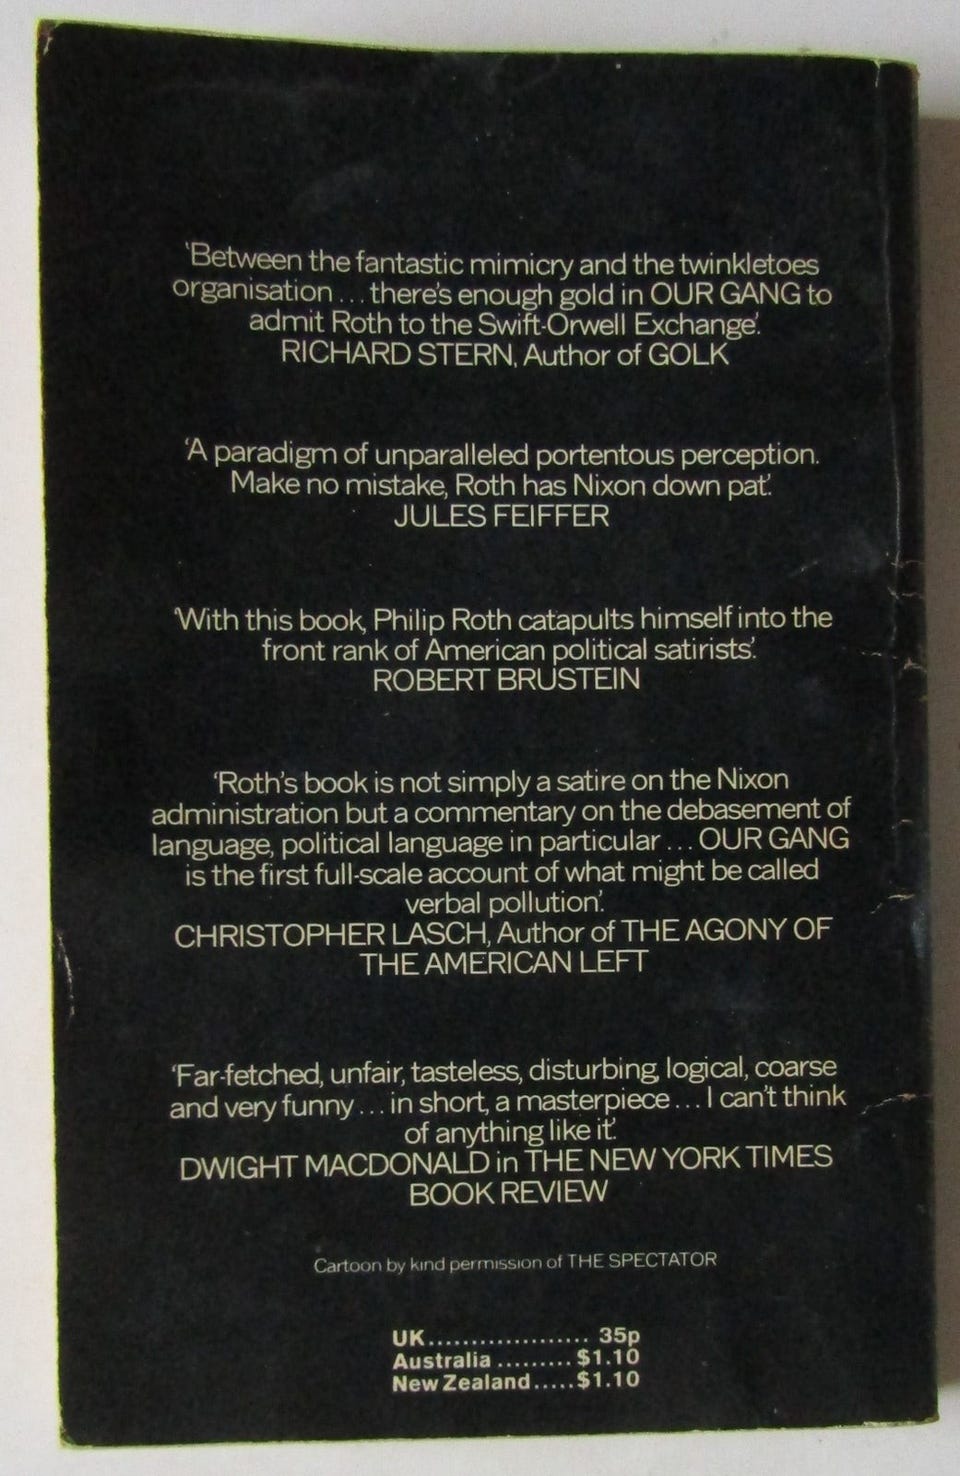 ‘Between the fantastic mimicry and the twinkletoes
organisation...there's enough gold in OUR GANG to
admit Roth to the Swift-Orwell Exchange’.
RICHARD STERN, Author of GOLK
‘A paradigm of unparalleled portentous perception.
Make no mistake, Roth has Nixon down pat’.
JULES FEIFFER
‘With this book, Philip Roth catapults himself into the
front rank of American political satirists’.
ROBERT BRUSTEIN
‘Roth's book is not simply a satire on the Nixon
administration but a commentary on the debasement of
language, political language in particular...OUR GANG
is the first full-scale account of what might be called
verbal pollution’.
CHRISTOPHER LASCH, Author of THE AGONY OF
THE AMERICAN LEFT
‘Far-fetched, unfair, tasteless, disturbing, logical, coarse
and very funny...in short, a masterpiece...I can't think
of anything like it’.
DWIGHT MACDONALD in THE NEW YORK TIMES
BOOK REVIEW
Cartoon by kind permission of THE SPECTATOR
UK................... 35p
Australia .........$1.10
New Zealand.....$1.10